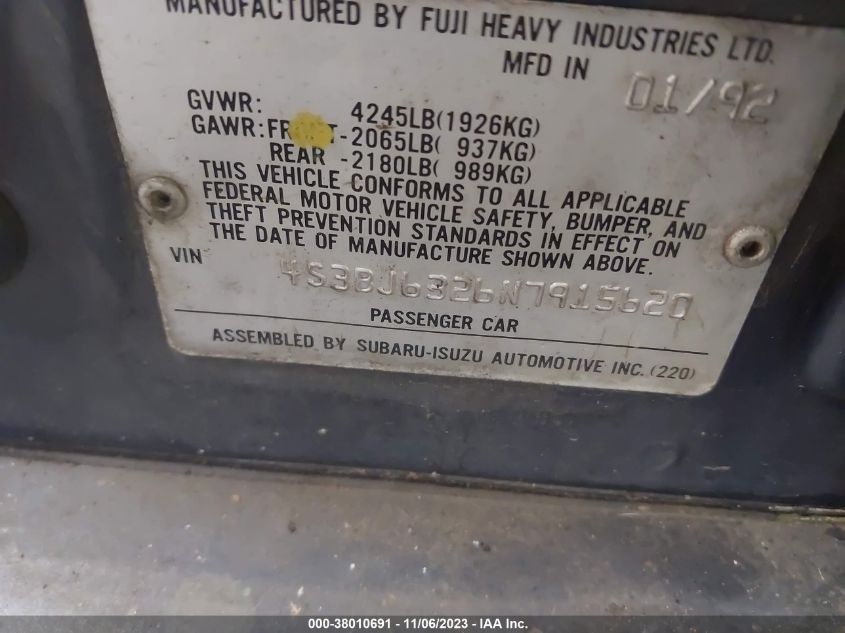 MANUFACTURED BY FUJI HEAVY INDUSTRIES LTD.
MFD IN 01/92
GVWR: 4245LB(1926KG)
GAWR:FRONT-2065LB( 937KG)
REAR -2180LB( 989KG)
THIS VEHICLE CONFORMS TO ALL APPLICABLE
FEDERAL MOTOR VEHICLE SAFETY, BUMPER, AND
THEFT PREVENTION STANDARDS IN EFFECT ON
THE DATE OF MANUFACTURE SHOWN ABOVE.
VIN 4S3BJ6326N7915620
PASSENGER CAR
ASSEMBLED BY SUBARU-ISUZU AUTOMOTIVE INC. (220)
000-38010691 - 11/06/2023 - IAA Inc.